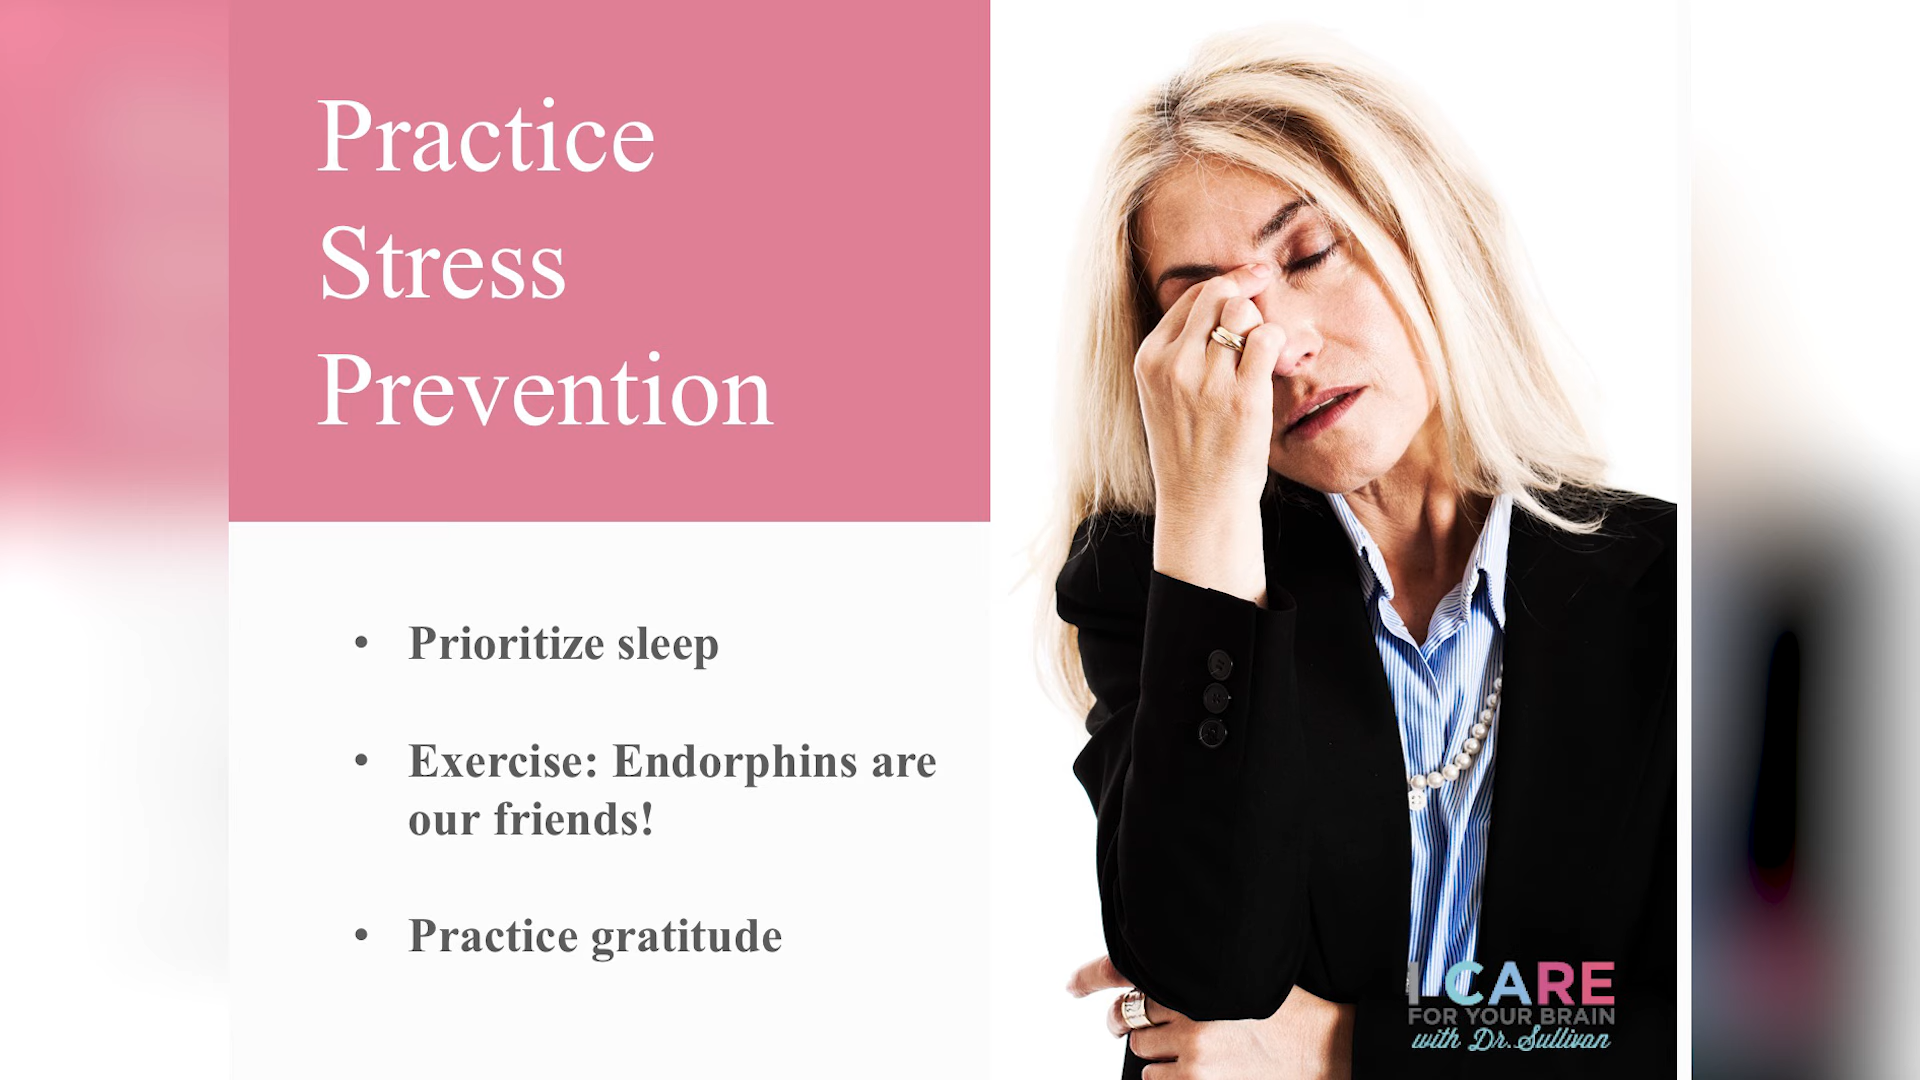 Practice
Stress
Prevention
• Prioritize sleep
• Exercise: Endorphins are
our friends!
• Practice gratitude
I CARE
FOR YOUR BRAIN
with Dr. Sullivan